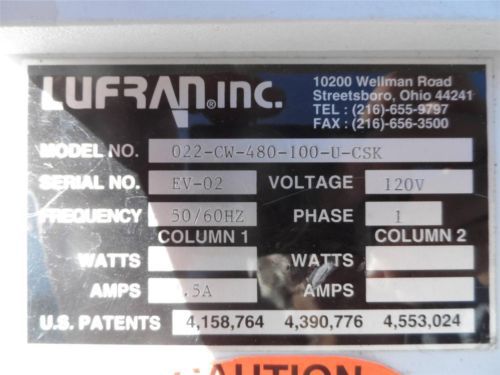 LUFRAN® INC.
10200 Wellman Road
Streetsboro, Ohio 44241
TEL : (216)-655-9797
FAX : (216)-656-3500
MODEL NO. 022-CW-480-100-U-CSK
SERIAL NO. EV-02 VOLTAGE 120V
FREQUENCY 50/60HZ PHASE 1
COLUMN 1 COLUMN 2
WATTS WATTS
AMPS .5A AMPS
U.S. PATENTS 4,158,764 4,390,776 4,553,024
CAUTION